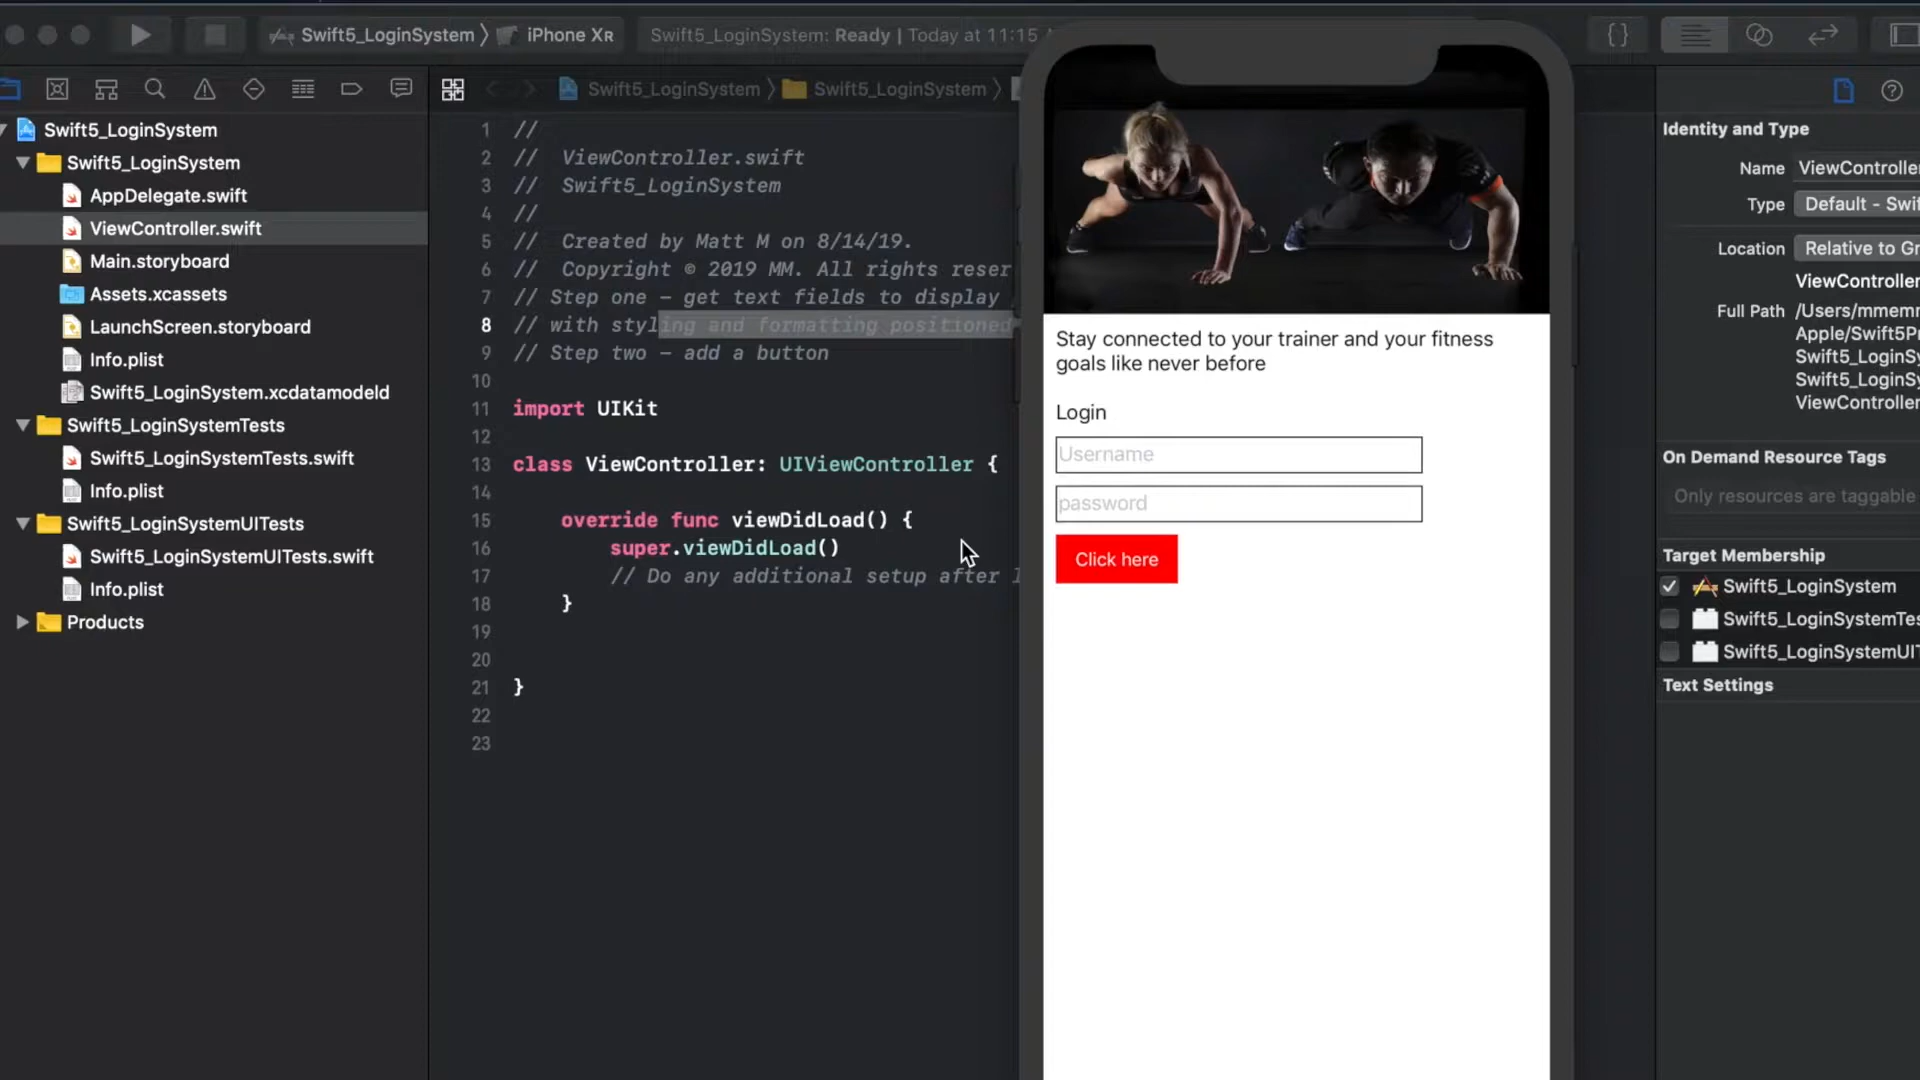 Swift5_LoginSystem 〉 iPhone XR
Swift5_LoginSystem: Ready | Today at 11:15
{ }
Swift5_LoginSystem 〉 Swift5_LoginSystem 〉
Swift5_LoginSystem
Swift5_LoginSystem
AppDelegate.swift
ViewController.swift
Main.storyboard
Assets.xcassets
LaunchScreen.storyboard
Info.plist
Swift5_LoginSystem.xcdatamodeld
Swift5_LoginSystemTests
Swift5_LoginSystemTests.swift
Info.plist
Swift5_LoginSystemUITests
Swift5_LoginSystemUITests.swift
Info.plist
Products
1 //
2 // ViewController.swift
3 // Swift5_LoginSystem
4 //
5 // Created by Matt M on 8/14/19.
6 // Copyright © 2019 MM. All rights reser
7 // Step one – get text fields to display
8 // with styling and formatting positioned
9 // Step two – add a button
10
11 import UIKit
12
13 class ViewController: UIViewController {
14
15 override func viewDidLoad() {
16 super.viewDidLoad()
17 // Do any additional setup after l
18 }
19
20
21 }
22
23
Stay connected to your trainer and your fitness
goals like never before
Login
Username
password
Click here
Identity and Type
Name ViewController
Type Default - Swi
Location Relative to Gr
ViewController
Full Path /Users/mmemm
Apple/Swift5Pr
Swift5_LoginSy
Swift5_LoginSy
ViewController
On Demand Resource Tags
Only resources are taggable
Target Membership
Swift5_LoginSystem
Swift5_LoginSystemTes
Swift5_LoginSystemUIT
Text Settings